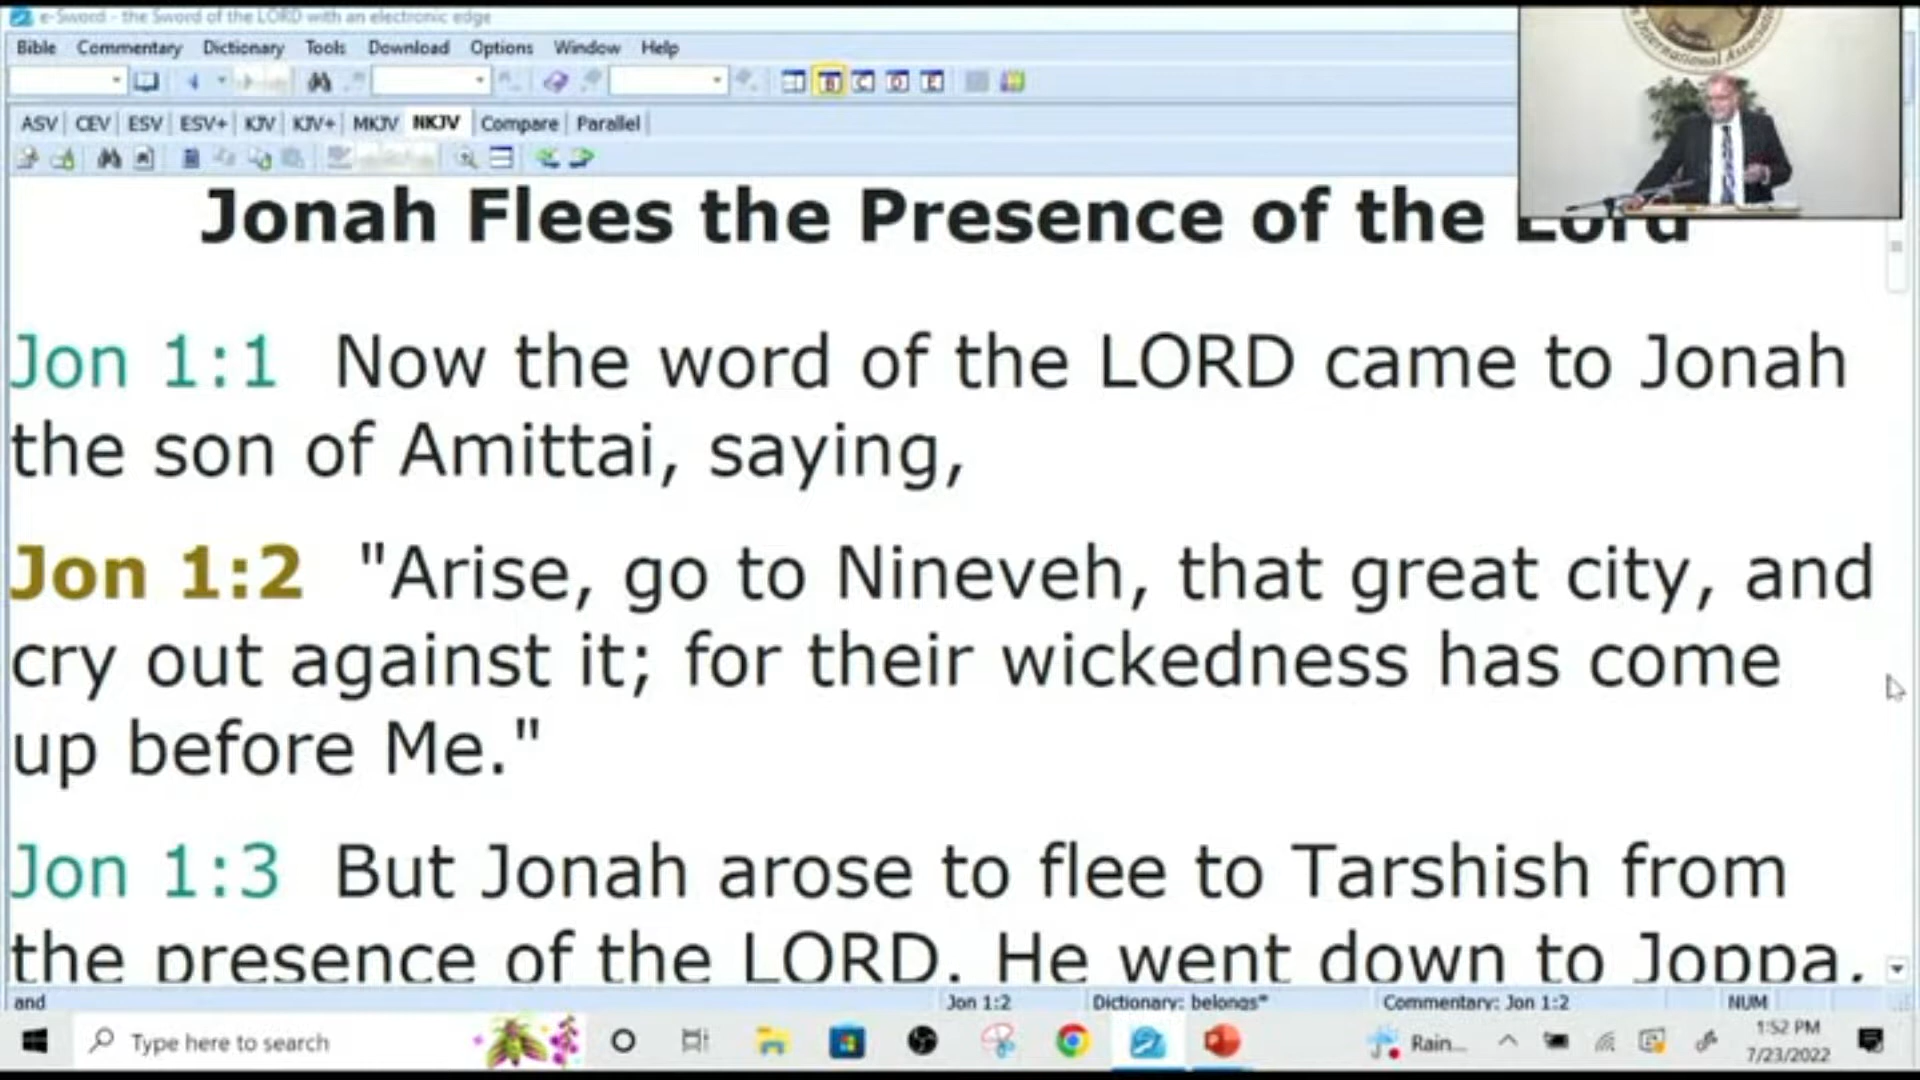 e-Sword - the Sword of the LORD with an electronic edge
Bible Commentary Dictionary Tools Download Options Window Help
B C D E
ASV CEV ESV ESV+ KJV KJV+ MKJV NKJV Compare Parallel
International Association
Jonah Flees the Presence of the Lord
Jon 1:1 Now the word of the LORD came to Jonah
the son of Amittai, saying,
Jon 1:2 "Arise, go to Nineveh, that great city, and
cry out against it; for their wickedness has come
up before Me."
Jon 1:3 But Jonah arose to flee to Tarshish from
the presence of the LORD. He went down to Joppa,
and Jon 1:2 Dictionary: belongs* Commentary: Jon 1:2 NUM
Type here to search Rain... 1:52 PM
7/23/2022